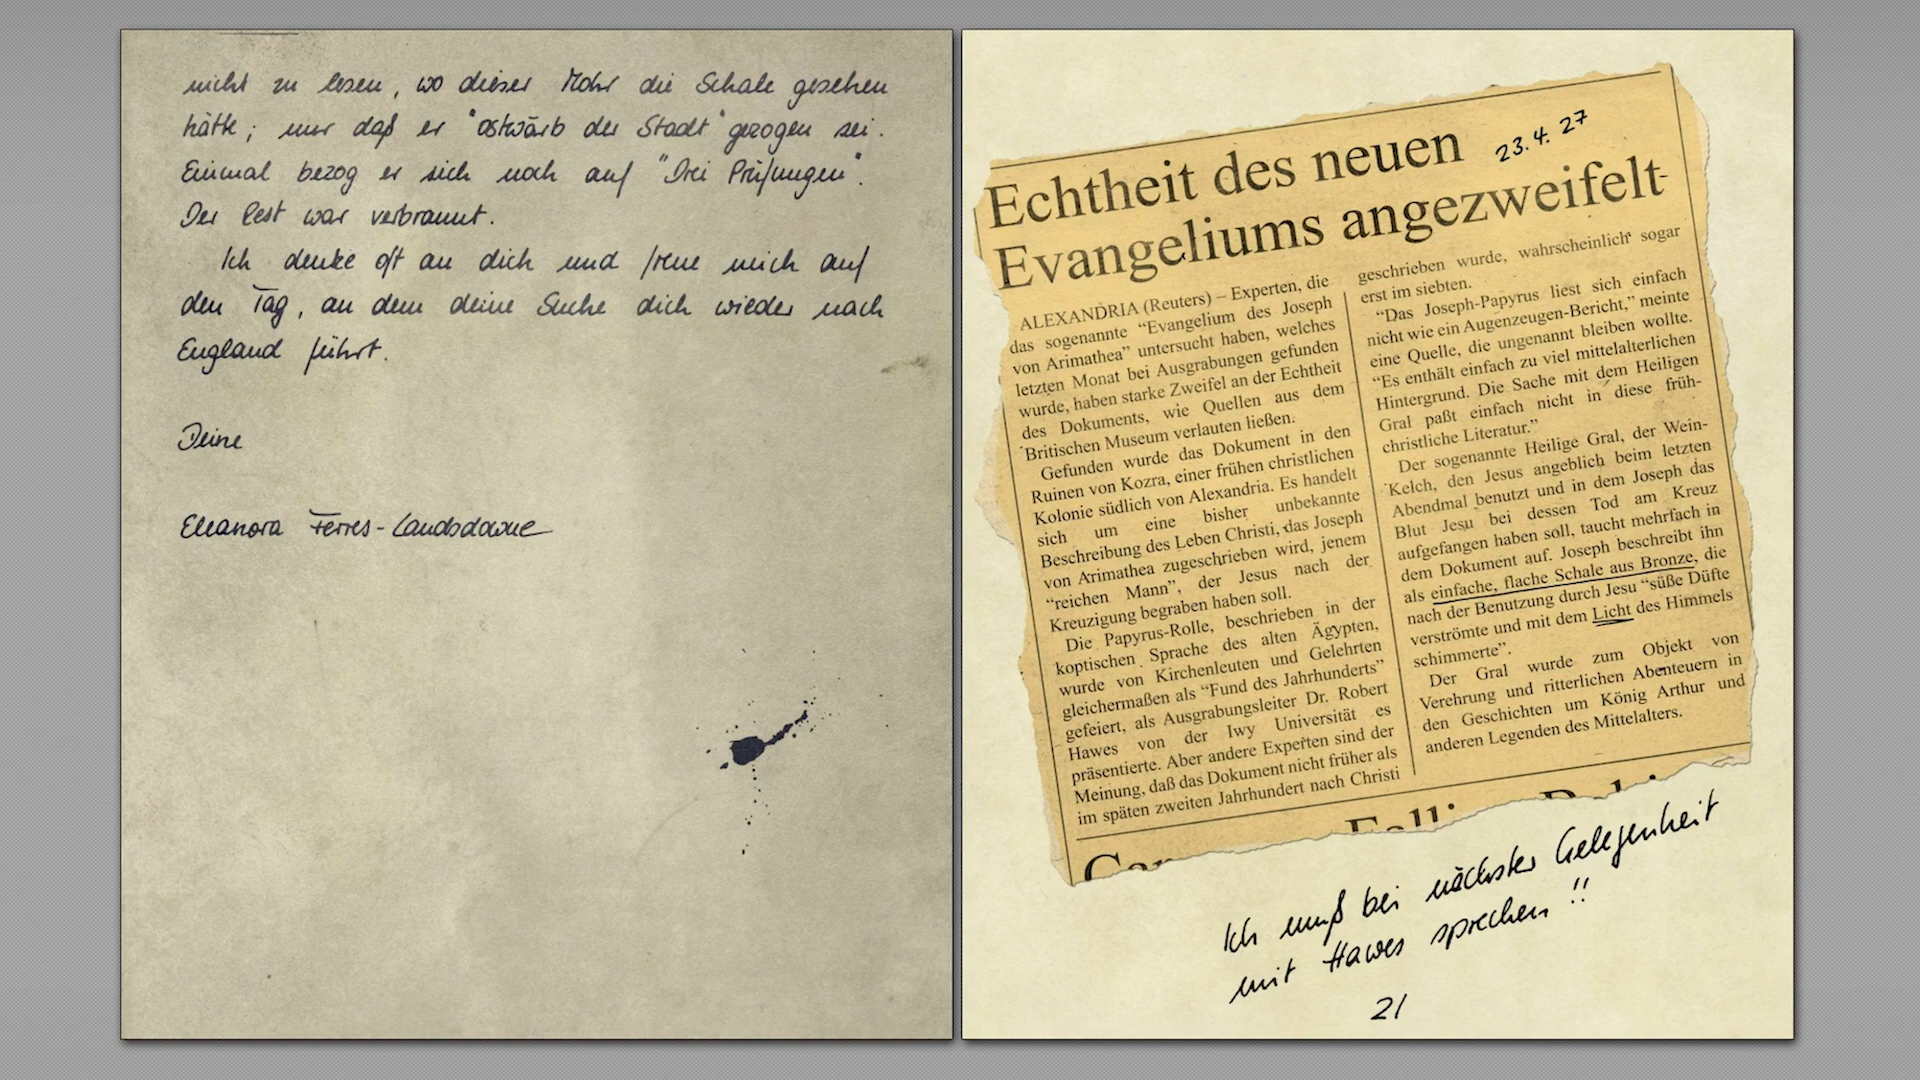 nicht zu lesen, wo dieser Mohr die Schale gesehen
hätte; nur daß er "ostwärts der Stadt" gezogen sei.
Einmal bezog er sich noch auf "Drei Prüfungen".
Der Rest war verbrannt.
Ich denke oft an dich und freue mich auf
den Tag, an dem deine Suche dich wieder nach
England führt.
Deine
Eleanora Ferres-Landsdowne
23.4.27
Echtheit des neuen
Evangeliums angezweifelt
ALEXANDRIA (Reuters) – Experten, die
das sogenannte “Evangelium des Joseph
von Arimathea” untersucht haben, welches
letzten Monat bei Ausgrabungen gefunden
wurde, haben starke Zweifel an der Echtheit
des Dokuments, wie Quellen aus dem
Britischen Museum verlauten ließen.
Gefunden wurde das Dokument in den
Ruinen von Kozra, einer frühen christlichen
Kolonie südlich von Alexandria. Es handelt
sich um eine bisher unbekannte
Beschreibung des Leben Christi, das Joseph
von Arimathea zugeschrieben wird, jenem
“reichen Mann”, der Jesus nach der
Kreuzigung begraben haben soll.
Die Papyrus-Rolle, beschrieben in der
koptischen Sprache des alten Ägypten,
wurde von Kirchenleuten und Gelehrten
gleichermaßen als “Fund des Jahrhunderts”
gefeiert, als Ausgrabungsleiter Dr. Robert
Hawes von der Iwy Universität es
präsentierte. Aber andere Experten sind der
Meinung, daß das Dokument nicht früher als
im späten zweiten Jahrhundert nach Christi
geschrieben wurde, wahrscheinlich sogar
erst im siebten.
“Das Joseph-Papyrus liest sich einfach
nicht wie ein Augenzeugen-Bericht,” meinte
eine Quelle, die ungenannt bleiben wollte.
“Es enthält einfach zu viel mittelalterlichen
Hintergrund. Die Sache mit dem Heiligen
Gral paßt einfach nicht in diese früh-
christliche Literatur.”
Der sogenannte Heilige Gral, der Wein-
Kelch, den Jesus angeblich beim letzten
Abendmal benutzt und in dem Joseph das
Blut Jesu bei dessen Tod am Kreuz
aufgefangen haben soll, taucht mehrfach in
dem Dokument auf. Joseph beschreibt ihn
als einfache, flache Schale aus Bronze, die
nach der Benutzung durch Jesu “süße Düfte
verströmte und mit dem Licht des Himmels
schimmerte”.
Der Gral wurde zum Objekt von
Verehrung und ritterlichen Abenteuern in
den Geschichten um König Arthur und
anderen Legenden des Mittelalters.
Ich muß bei nächster Gelegenheit
mit Hawes sprechen!!
21